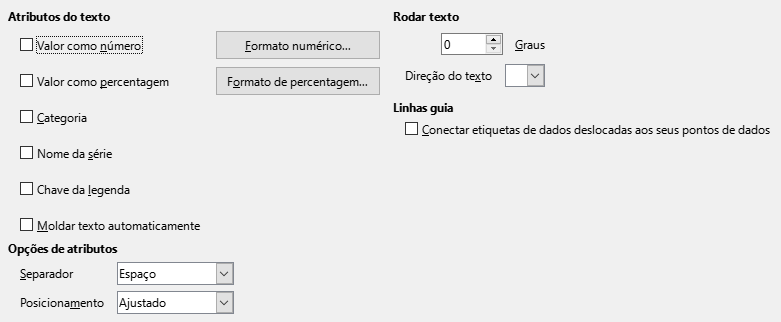 Atributos do texto
Valor como número
Formato numérico...
Valor como percentagem
Formato de percentagem...
Categoria
Nome da série
Chave da legenda
Moldar texto automaticamente
Opções de atributos
Separador
Espaço
Posicionamento
Ajustado
Rodar texto
0
Graus
Direção do texto
Linhas guia
Conectar etiquetas de dados deslocadas aos seus pontos de dados